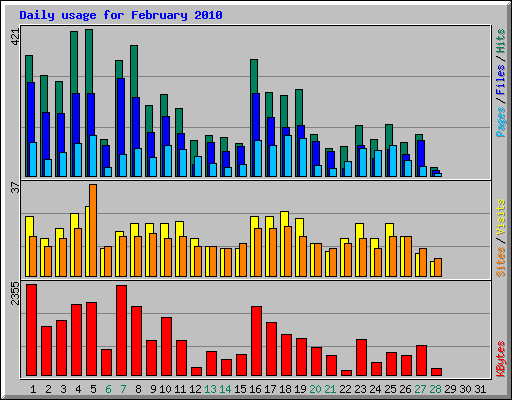 Daily usage for February 2010
421
Pages / Files / Hits
37
Sites / Visits
2355
KBytes
1 2 3 4 5 6 7 8 9 10 11 12 13 14 15 16 17 18 19 20 21 22 23 24 25 26 27 28 29 30 31